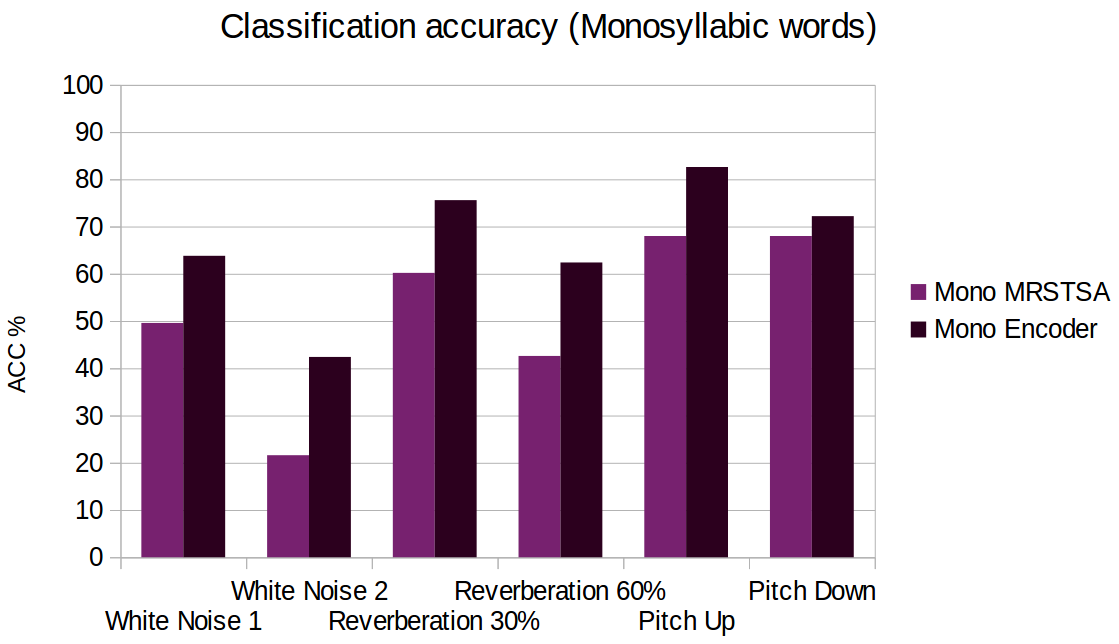 Classification accuracy (Monosyllabic words)
100
90
80
70
60
50
40
30
20
10
0
ACC %
White Noise 1
White Noise 2
Reverberation 30%
Reverberation 60%
Pitch Up
Pitch Down
Mono MRSTSA
Mono Encoder